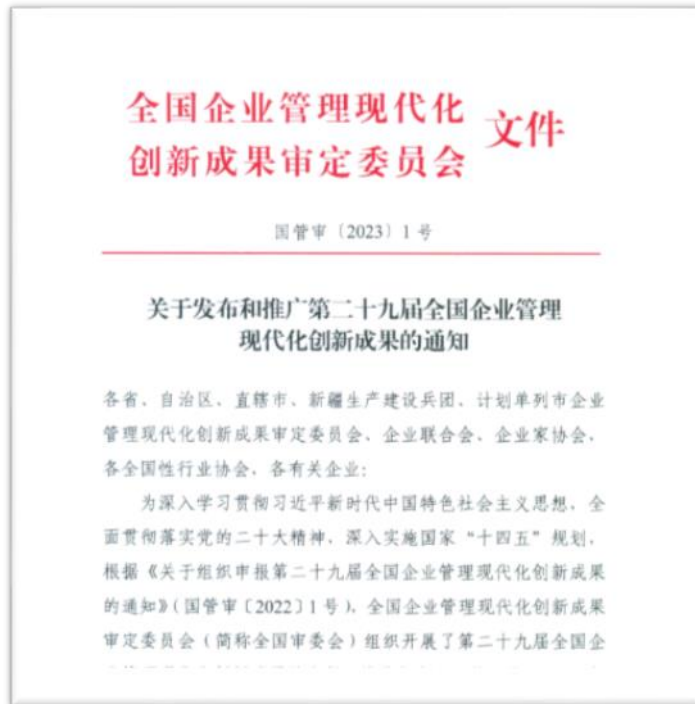 全国企业管理现代化
创新成果审定委员会 文件
国管审〔2023〕1号
关于发布和推广第二十九届全国企业管理
现代化创新成果的通知
各省、自治区、直辖市、新疆生产建设兵团、计划单列市企业
管理现代化创新成果审定委员会、企业联合会、企业家协会，
各全国性行业协会，各有关企业：
为深入学习贯彻习近平新时代中国特色社会主义思想，全
面贯彻落实党的二十大精神，深入实施国家“十四五”规划，
根据《关于组织申报第二十九届全国企业管理现代化创新成果
的通知》（国管审〔2022〕1号），全国企业管理现代化创新成果
审定委员会（简称全国审委会）组织开展了第二十九届全国企